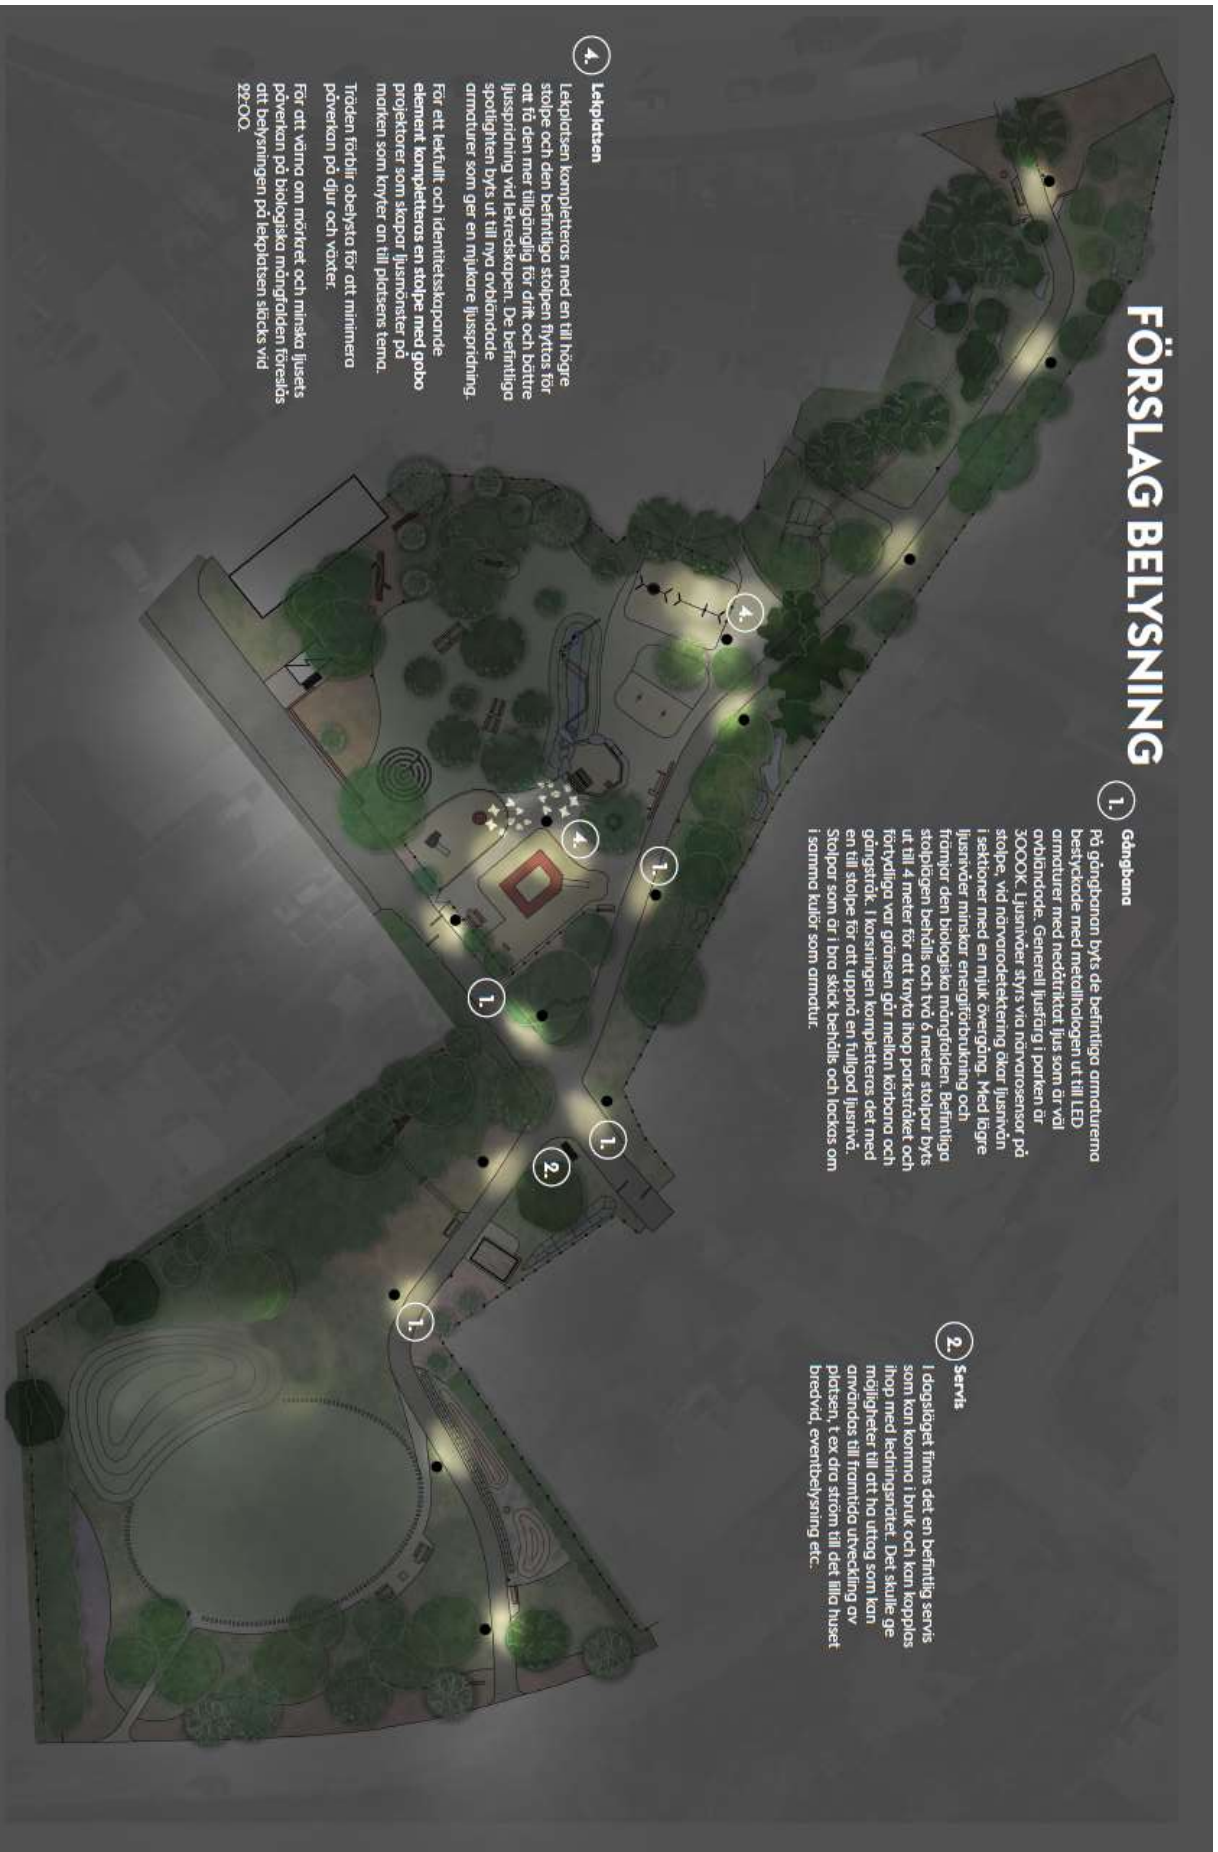 FÖRSLAG BELYSNING
1. Gångbana
På gångbanan byts de befintliga armaturerna
bestyckade med metallhalogen ut till LED
armaturer med nedåtriktat ljus som är väl
avbländade. Generell ljusfärg i parken är
3000K. Ljusnivåer styrs via närvarosensor på
stolpe, vid närvarodetektering ökar ljusnivån
i sektioner med en mjuk övergång. Med lägre
ljusnivåer minskar energiförbrukning och
främjar den biologiska mångfalden. Befintliga
stolplägen behålls och två 6 meter stolpar byts
ut till 4 meter för att knyta ihop parkstråket och
förtydliga var gränsen går mellan körbana och
gångstråk. I korsningen kompletteras det med
en till stolpe för att uppnå en fullgod ljusnivå.
Stolpar som är i bra skick behålls och lackas om
i samma kulör som armatur.
2. Servis
I dagsläget finns det en befintlig servis
som kan komma i bruk och kan kopplas
ihop med ledningsnätet. Det skulle ge
möjligheter till att ha uttag som kan
användas till framtida utveckling av
platsen, t ex dra ström till det lilla huset
bredvid, eventbelysning etc.
4. Lekplatsen
Lekplatsen kompletteras med en till högre
stolpe och den befintliga stolpen flyttas för
att få den mer tillgänglig för drift och bättre
ljusspridning vid lekredskapen. De befintliga
spotlighten byts ut till nya avbländade
armaturer som ger en mjukare ljusspridning.
För ett lekfullt och identitetsskapande
element kompletteras en stolpe med gobo
projektorer som skapar ljusmönster på
marken som knyter an till platsens tema.
Träden förblir obelysta för att minimera
påverkan på djur och växter.
För att värna om mörkret och minska ljusets
påverkan på biologiska mångfalden föreslås
att belysningen på lekplatsen släcks vid
22:00.
4.
4.
1.
1.
1.
2.
1.